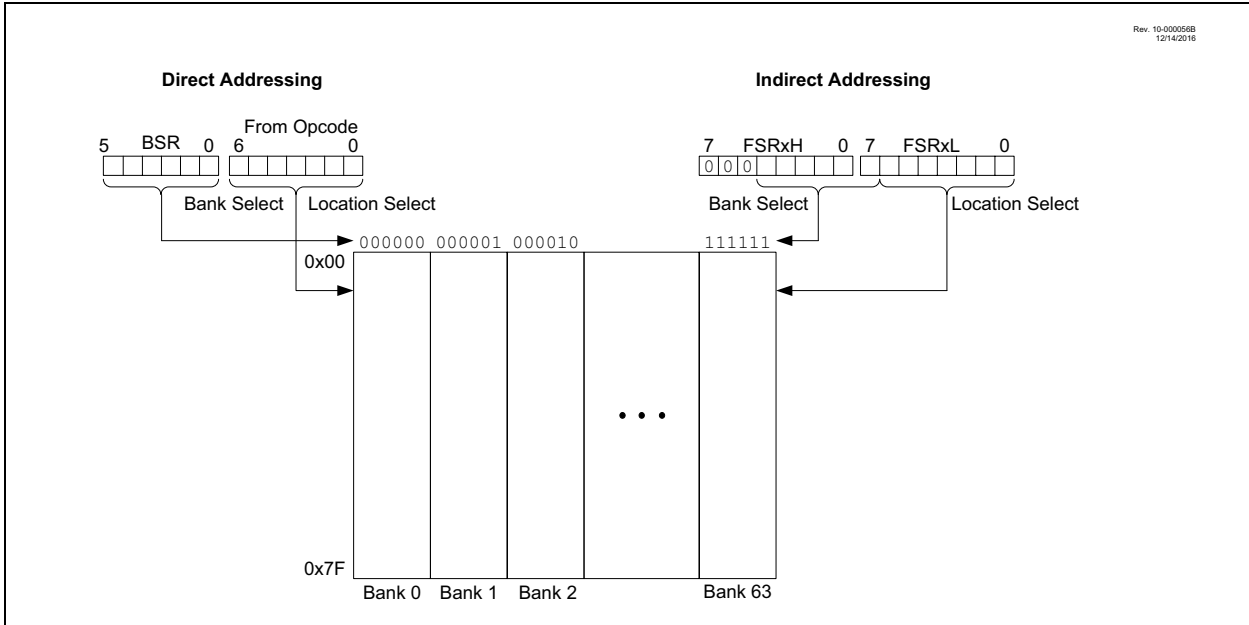 Rev. 10-000056B
12/14/2016
Direct Addressing
Indirect Addressing
From Opcode
5 BSR 0 6 0
7 FSRxH 0 7 FSRxL 0
0 0 0
Bank Select Location Select
Bank Select Location Select
000000 000001 000010 111111
0x00
• • •
0x7F
Bank 0 Bank 1 Bank 2 Bank 63